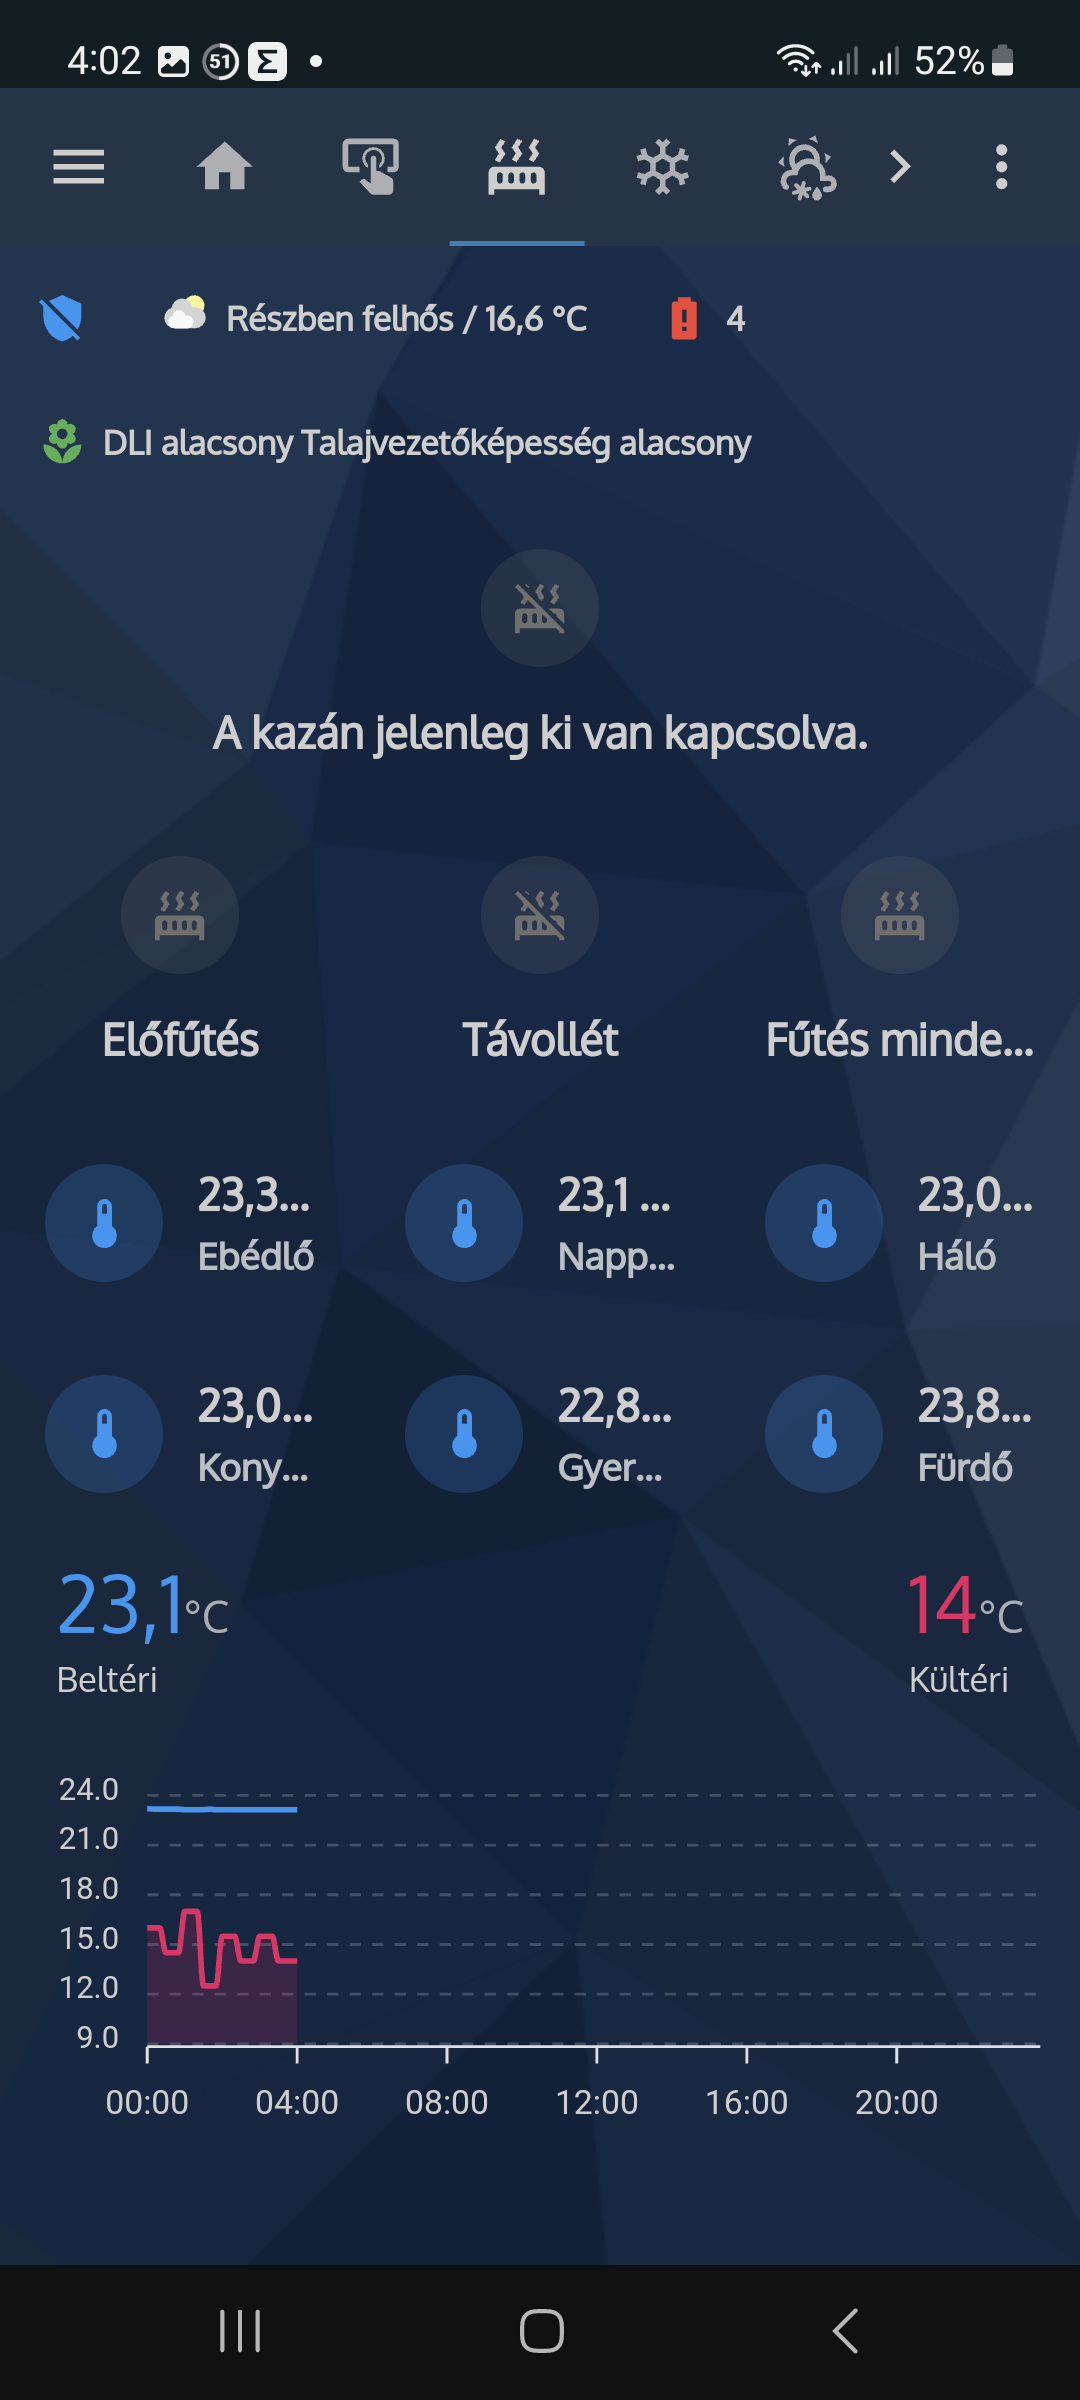 4:02 51 52%
Részben felhős / 16,6 °C 4
DLI alacsony Talajvezetőképesség alacsony
A kazán jelenleg ki van kapcsolva.
Előfűtés Távollét Fűtés minde...
23,3... 23,1 ... 23,0...
Ebédlő Napp... Háló
23,0... 22,8... 23,8...
Kony... Gyer... Fürdő
23,1°C 14°C
Beltéri Kültéri
24.0
21.0
18.0
15.0
12.0
9.0
00:00 04:00 08:00 12:00 16:00 20:00